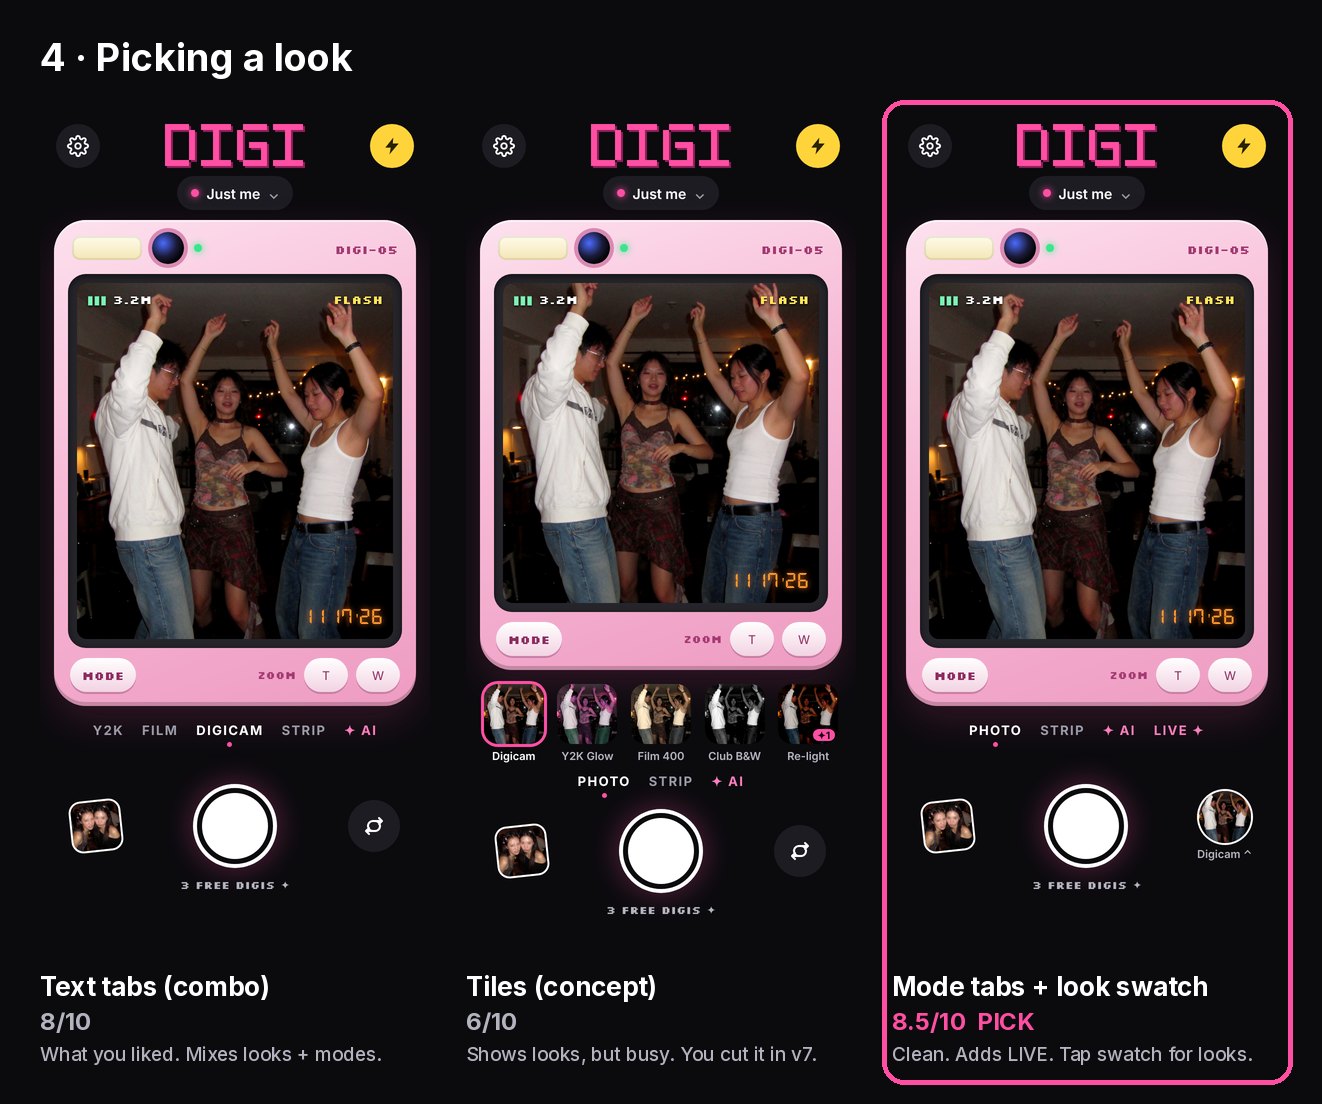 4 · Picking a look
DIGI
Just me
DIGI-05
3.2M
FLASH
11 17 '26
MODE
ZOOM
T
W
Y2K
FILM
DIGICAM
STRIP
✦ AI
3 FREE DIGIS ✦
Text tabs (combo)
8/10
What you liked. Mixes looks + modes.
DIGI
Just me
DIGI-05
3.2M
FLASH
11 17 '26
MODE
ZOOM
T
W
✦1
Digicam
Y2K Glow
Film 400
Club B&W
Re-light
PHOTO
STRIP
✦ AI
3 FREE DIGIS ✦
Tiles (concept)
6/10
Shows looks, but busy. You cut it in v7.
DIGI
Just me
DIGI-05
3.2M
FLASH
11 17 '26
MODE
ZOOM
T
W
PHOTO
STRIP
✦ AI
LIVE ✦
Digicam ^
3 FREE DIGIS ✦
Mode tabs + look swatch
8.5/10 PICK
Clean. Adds LIVE. Tap swatch for looks.